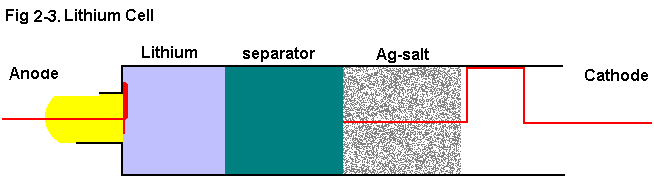 Fig 2-3. Lithium Cell
Lithium separator Ag-salt
Anode Cathode